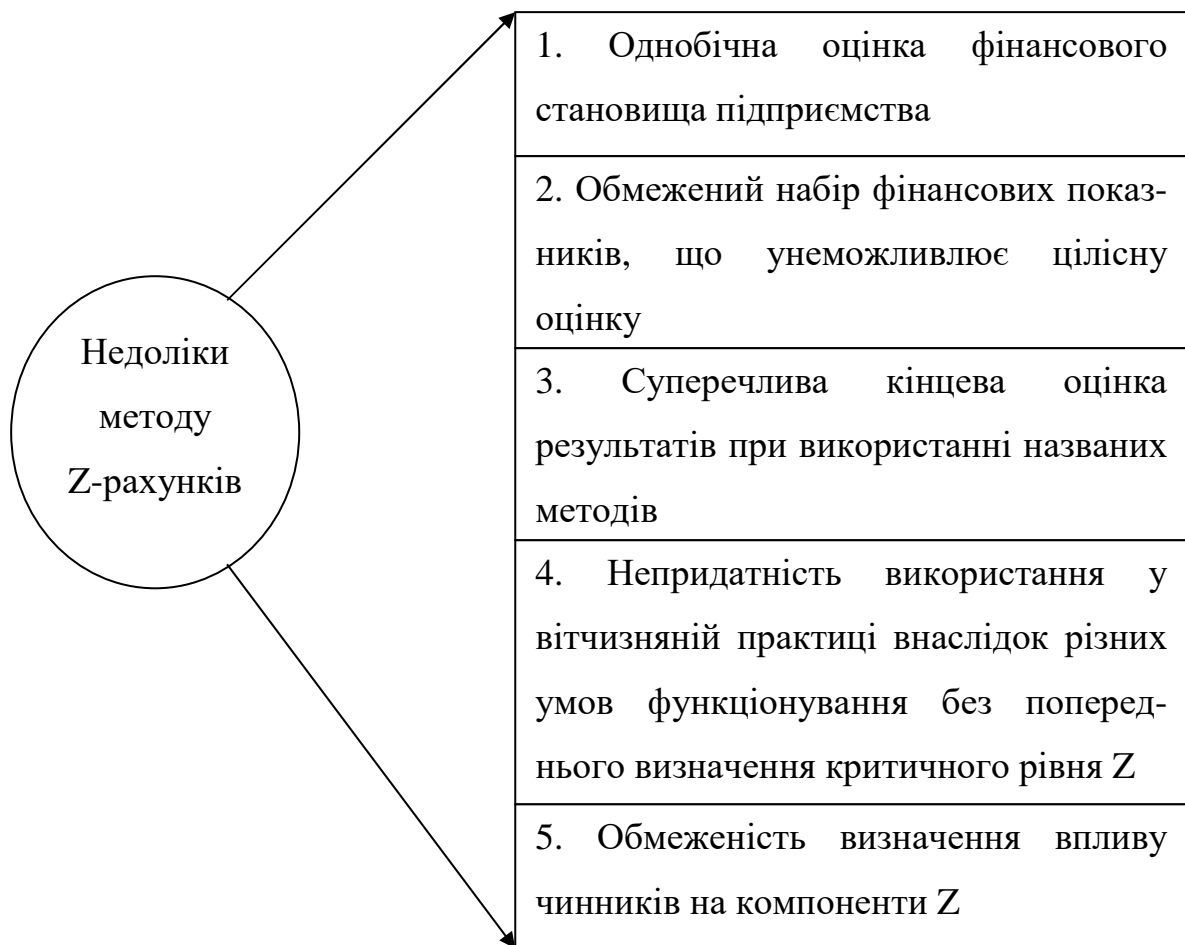 Недоліки
методу
Z-рахунків
1. Однобічна оцінка фінансового
становища підприємства
2. Обмежений набір фінансових показ-
ників, що унеможливлює цілісну
оцінку
3. Суперечлива кінцева оцінка
результатів при використанні названих
методів
4. Непридатність використання у
вітчизняній практиці внаслідок різних
умов функціонування без поперед-
нього визначення критичного рівня Z
5. Обмеженість визначення впливу
чинників на компоненти Z